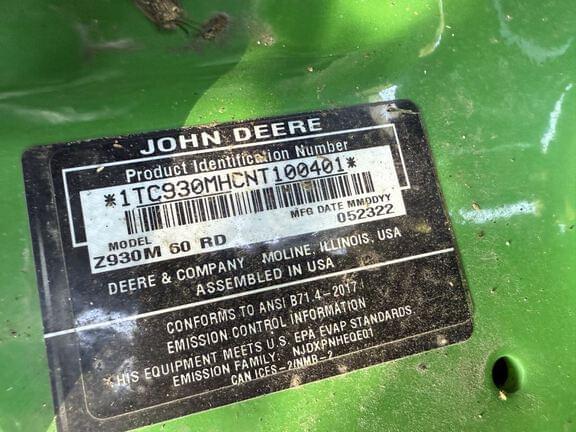 JOHN DEERE
Product Identification Number
*1TC930MHCNT100401*
MFG DATE MMDDYY
052322
MODEL
Z930M 60 RD
DEERE & COMPANY MOLINE, ILLINOIS, USA
ASSEMBLED IN USA
CONFORMS TO ANSI B71.4-2017
EMISSION CONTROL INFORMATION
HIS EQUIPMENT MEETS U.S. EPA EVAP STANDARDS.
EMISSION FAMILY: NJDXPNHEQED1
CAN ICES-2/NMB-2